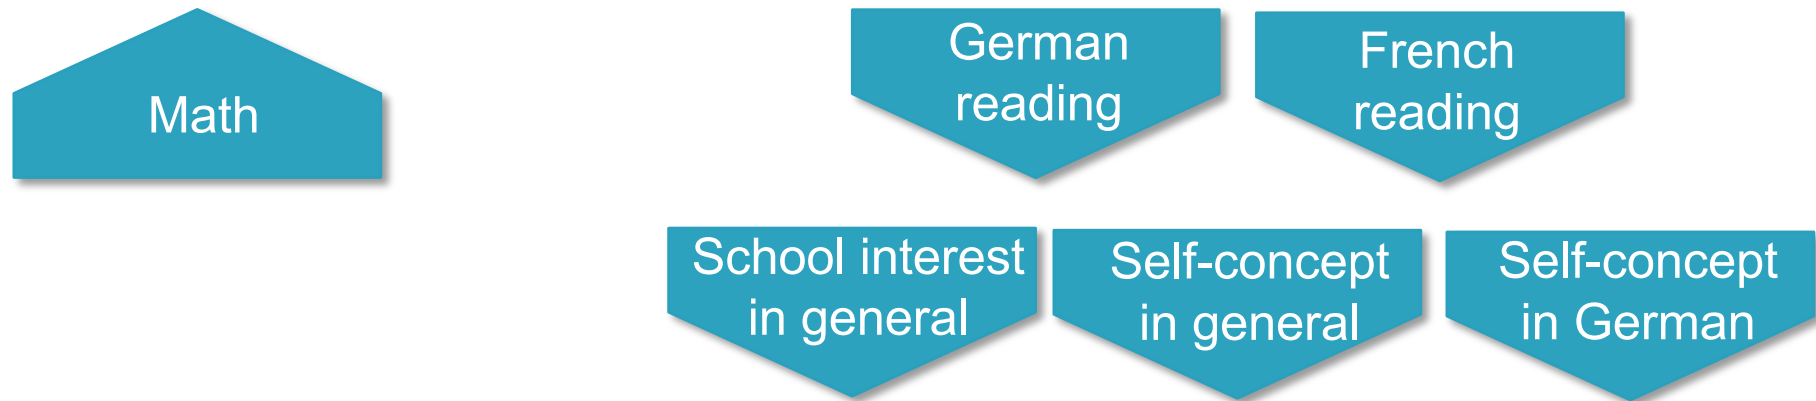 Math
German
reading
French
reading
School interest
in general
Self-concept
in general
Self-concept
in German